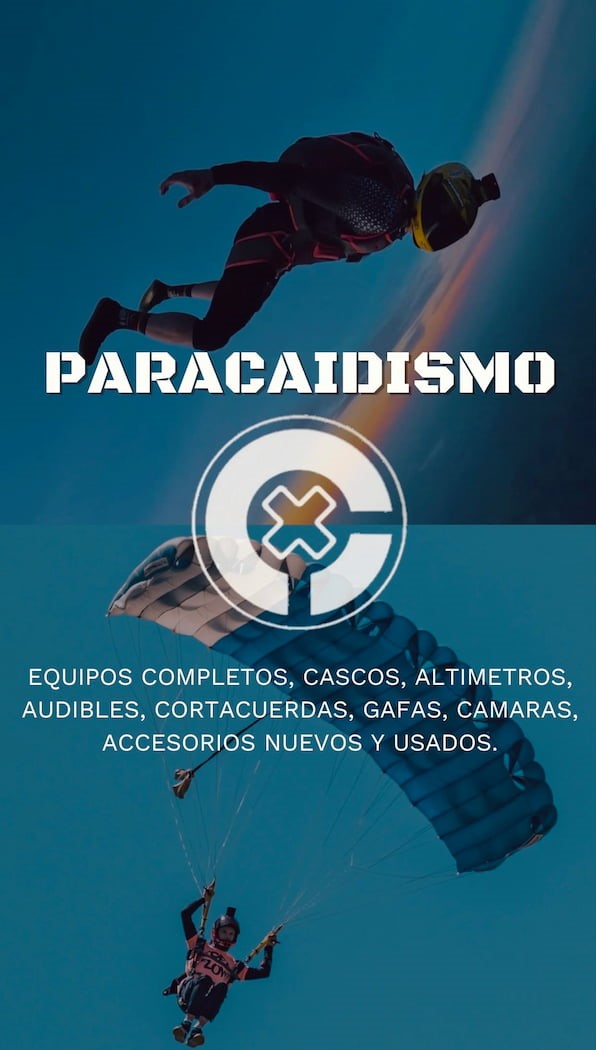 PARACAIDISMO
EQUIPOS COMPLETOS, CASCOS, ALTIMETROS,
AUDIBLES, CORTACUERDAS, GAFAS, CAMARAS,
ACCESORIOS NUEVOS Y USADOS.